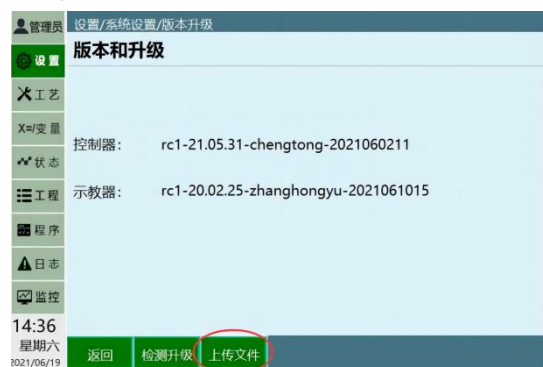 管理员
设置/系统设置/版本升级
设置
版本和升级
工艺
X=/变量
控制器： rc1-21.05.31-chengtong-2021060211
状态
示教器： rc1-20.02.25-zhanghongyu-2021061015
工程
程序
日志
监控
14:36
星期六
2021/06/19
返回 检测升级 上传文件